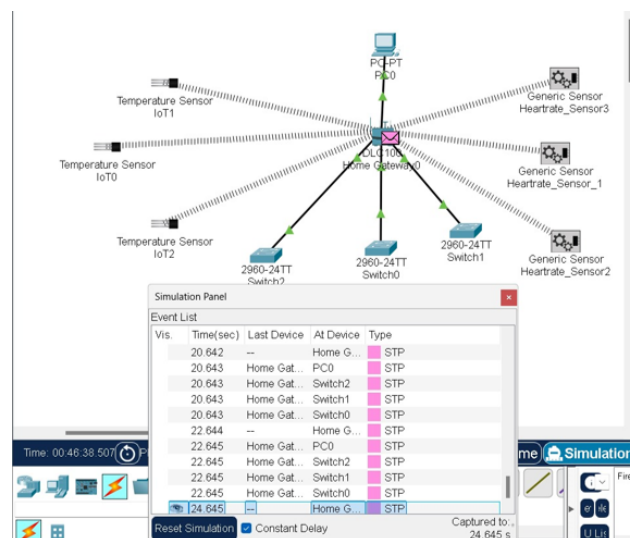 PC-PT
PC0
Temperature Sensor
IoT1
Generic Sensor
Heartrate_Sensor3
DLC100
Home Gateway0
Temperature Sensor
IoT0
Generic Sensor
Heartrate_Sensor_1
Temperature Sensor
IoT2
2960-24TT
Switch2
2960-24TT
Switch0
2960-24TT
Switch1
Generic Sensor
Heartrate_Sensor2
Simulation Panel
Event List
Vis. Time(sec) Last Device At Device Type
20.642 -- Home G... STP
20.643 Home Gat... PC0 STP
20.643 Home Gat... Switch2 STP
20.643 Home Gat... Switch1 STP
20.643 Home Gat... Switch0 STP
22.644 -- Home G... STP
22.645 Home Gat... PC0 STP
22.645 Home Gat... Switch2 STP
22.645 Home Gat... Switch1 STP
22.645 Home Gat... Switch0 STP
24.645 -- Home G... STP
Reset Simulation Constant Delay Captured to:
24.645 s
Time: 00:46:38.507 me Simulation
Fire